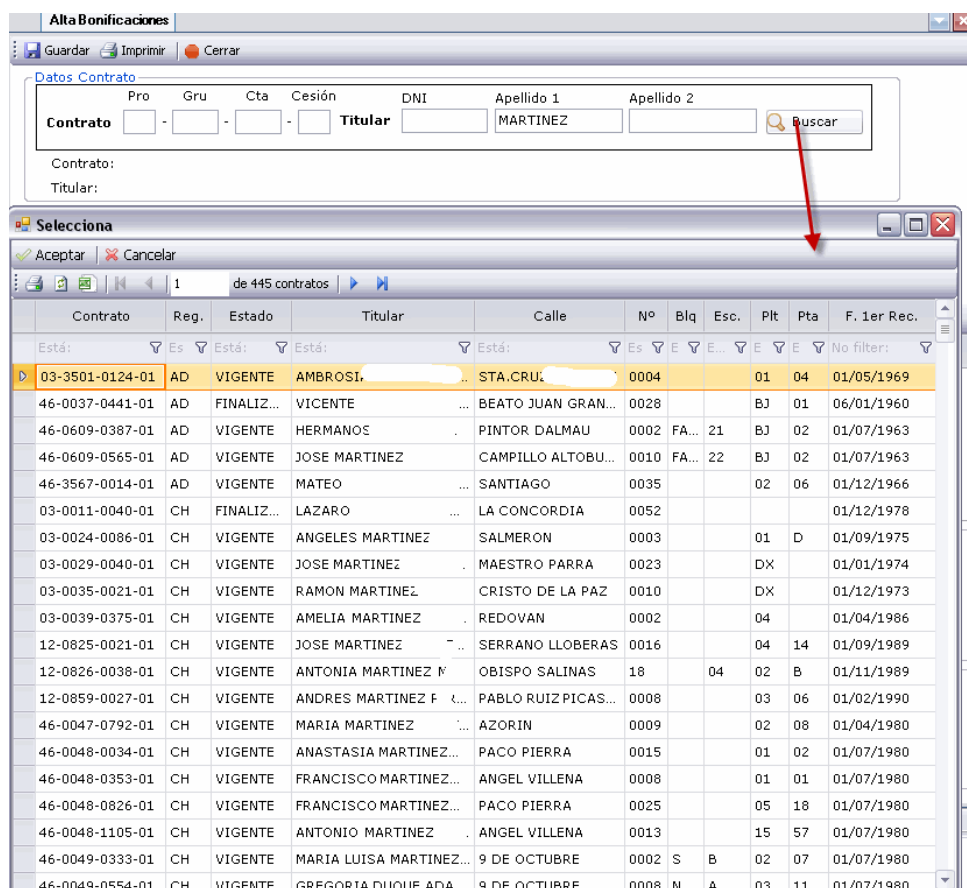 Alta Bonificaciones
Guardar Imprimir Cerrar
Datos Contrato
Pro Gru Cta Cesión DNI Apellido 1 Apellido 2
Contrato - - - Titular MARTINEZ Buscar
Contrato:
Titular:
Selecciona
Aceptar Cancelar
1 de 445 contratos
Contrato Reg. Estado Titular Calle Nº Blq Esc. Plt Pta F. 1er Rec.
Está: Es Está: Está: Está: Es E E... E E No filter:
03-3501-0124-01 AD VIGENTE STA.CRUZ 0004 01 04 01/05/1969
46-0037-0441-01 AD FINALIZ... VICENTE ... BEATO JUAN GRAN... 0028 BJ 01 06/01/1960
46-0609-0387-01 AD VIGENTE HERMANOS . PINTOR DALMAU 0002 FA... 21 BJ 02 01/07/1963
46-0609-0565-01 AD VIGENTE JOSE MARTINEZ CAMPILLO ALTOBU... 0010 FA... 22 BJ 02 01/07/1963
46-3567-0014-01 AD VIGENTE MATEO ... SANTIAGO 0035 02 06 01/12/1966
03-0011-0040-01 CH FINALIZ... LAZARO ... LA CONCORDIA 0052 01/12/1978
03-0024-0086-01 CH VIGENTE ANGELES MARTINEZ SALMERON 0003 01 D 01/09/1975
03-0029-0040-01 CH VIGENTE JOSE MARTINEZ . MAESTRO PARRA 0023 DX 01/01/1974
03-0035-0021-01 CH VIGENTE RAMON MARTINEZ CRISTO DE LA PAZ 0010 DX 01/12/1973
03-0039-0375-01 CH VIGENTE AMELIA MARTINEZ . REDOVAN 0002 04 01/04/1986
12-0825-0021-01 CH VIGENTE JOSE MARTINEZ .. SERRANO LLOBERAS 0016 04 14 01/09/1989
12-0826-0038-01 CH VIGENTE ANTONIA MARTINEZ OBISPO SALINAS 18 04 02 B 01/11/1989
12-0859-0027-01 CH VIGENTE ANDRES MARTINEZ ... PABLO RUIZ PICAS... 0008 03 06 01/02/1990
46-0047-0792-01 CH VIGENTE MARIA MARTINEZ ... AZORIN 0009 02 08 01/04/1980
46-0048-0034-01 CH VIGENTE ANASTASIA MARTINEZ... PACO PIERRA 0015 01 02 01/07/1980
46-0048-0353-01 CH VIGENTE FRANCISCO MARTINEZ... ANGEL VILLENA 0008 01 01 01/07/1980
46-0048-0826-01 CH VIGENTE FRANCISCO MARTINEZ... PACO PIERRA 0025 05 18 01/07/1980
46-0048-1105-01 CH VIGENTE ANTONIO MARTINEZ . ANGEL VILLENA 0013 15 57 01/07/1980
46-0049-0333-01 CH VIGENTE MARIA LUISA MARTINEZ... 9 DE OCTUBRE 0002 S B 02 07 01/07/1980
46-0049-0554-01 CH VIGENTE GREGORIA DUQUE ADA 9 DE OCTUBRE 0008 N A 03 11 01/07/1980